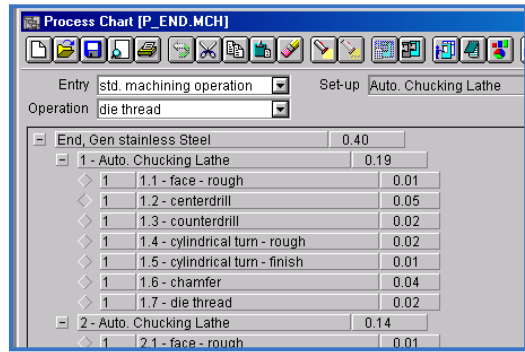 Process Chart [P_END.MCH]
Entry std. machining operation Set-up Auto. Chucking Lathe
Operation die thread
End, Gen stainless Steel 0.40
1 - Auto. Chucking Lathe 0.19
1 1.1 - face - rough 0.01
1 1.2 - centerdrill 0.05
1 1.3 - counterdrill 0.02
1 1.4 - cylindrical turn - rough 0.02
1 1.5 - cylindrical turn - finish 0.01
1 1.6 - chamfer 0.04
1 1.7 - die thread 0.02
2 - Auto. Chucking Lathe 0.14
1 2.1 - face - rough 0.01